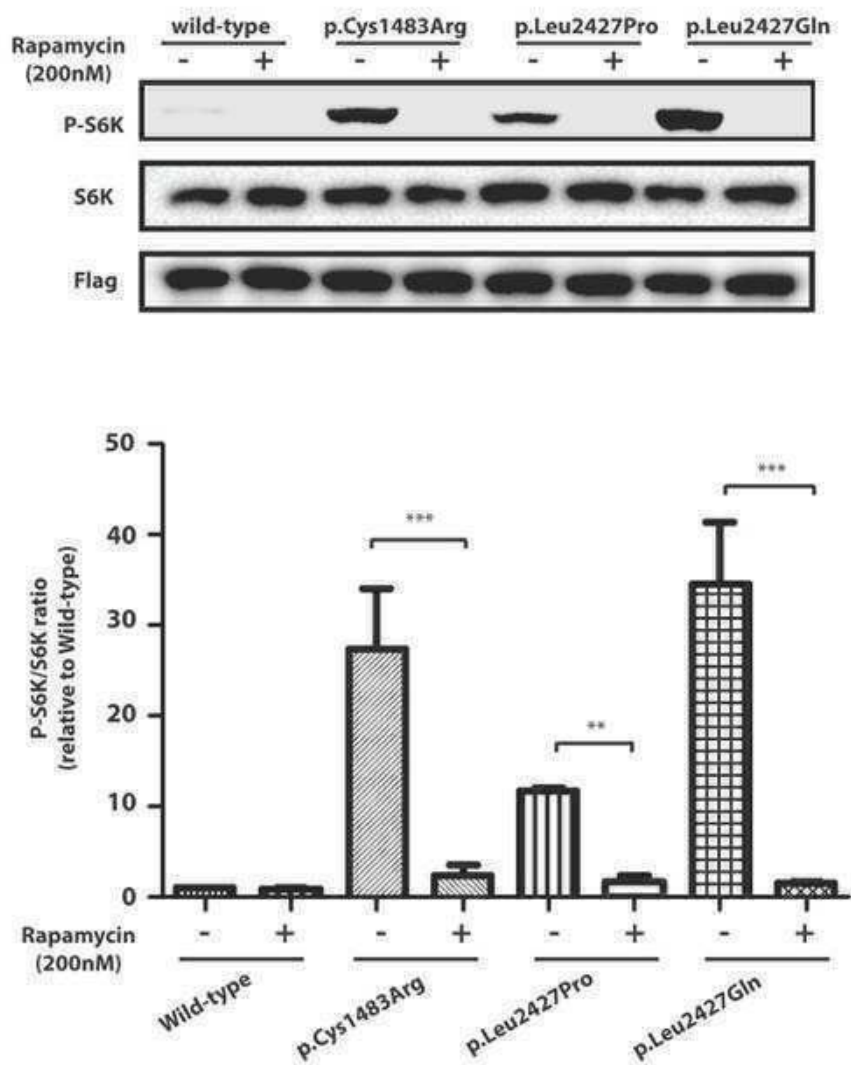 wild-type p.Cys1483Arg p.Leu2427Pro p.Leu2427Gln
Rapamycin - + - + - + - +
(200nM)
P-S6K
S6K
Flag
50
***
***
40
30
20
**
10
0
P-S6K/S6K ratio
(relative to Wild-type)
Rapamycin - + - + - + - +
(200nM)
Wild-type p.Cys1483Arg p.Leu2427Pro p.Leu2427Gln